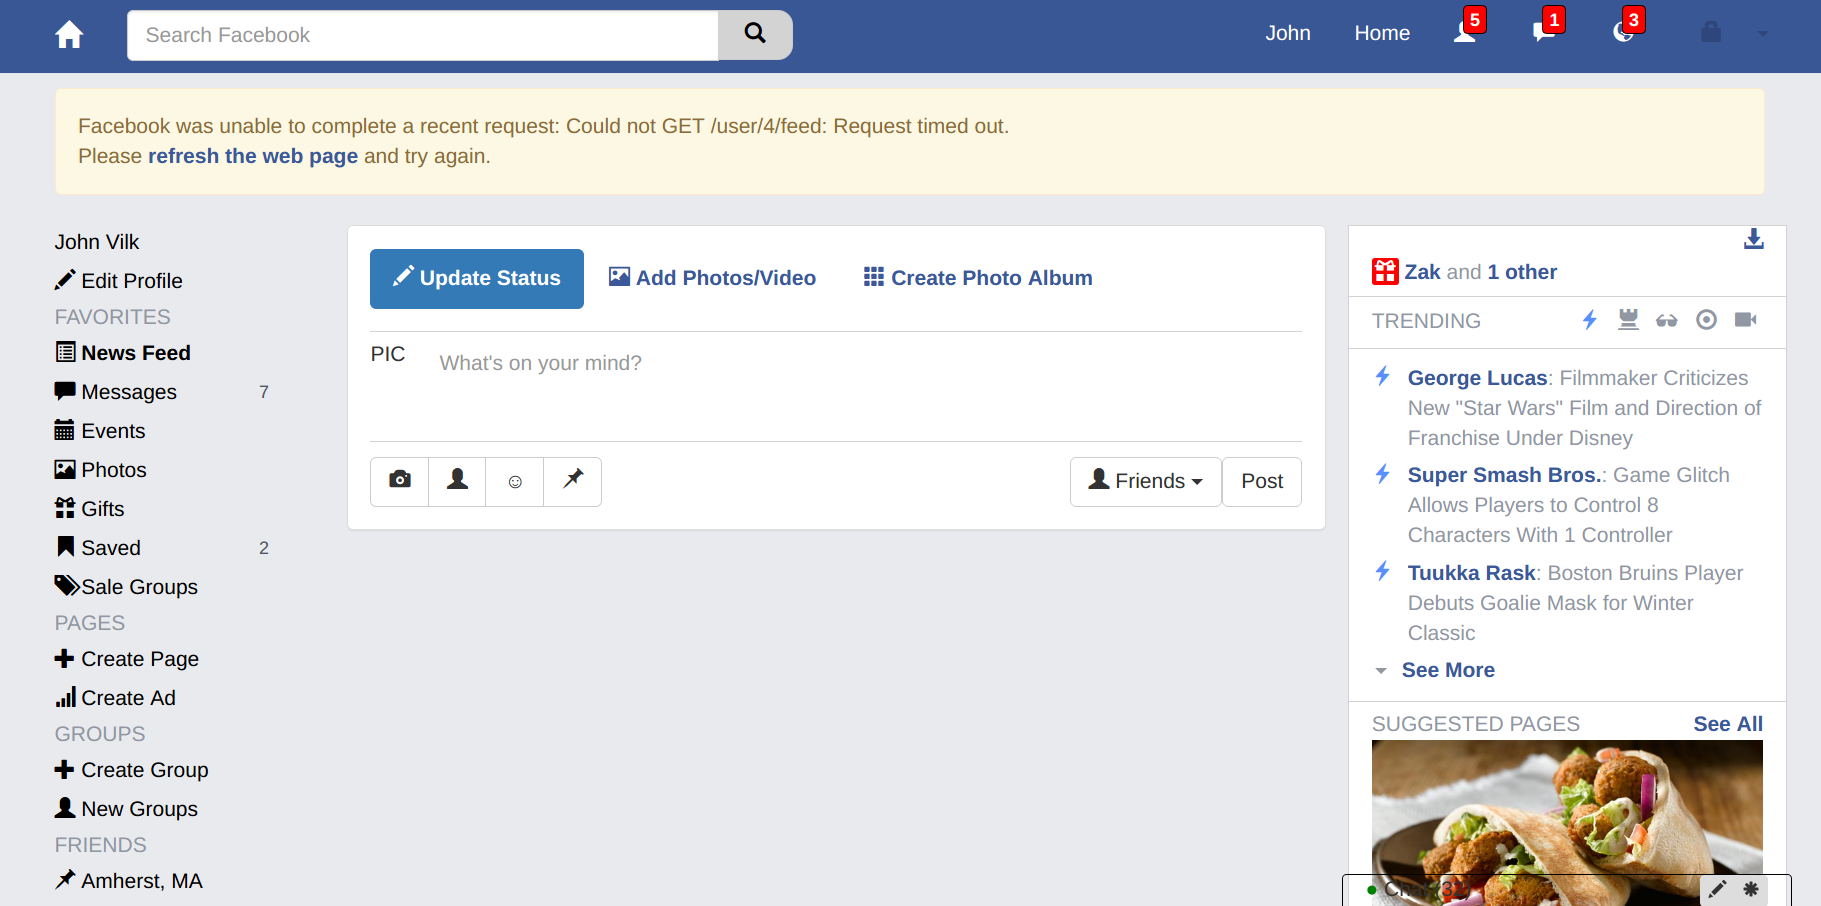 Search Facebook
John
Home
5
1
3
Facebook was unable to complete a recent request: Could not GET /user/4/feed: Request timed out.
Please refresh the web page and try again.
John Vilk
Edit Profile
FAVORITES
News Feed
Messages 7
Events
Photos
Gifts
Saved 2
Sale Groups
PAGES
Create Page
Create Ad
GROUPS
Create Group
New Groups
FRIENDS
Amherst, MA
Update Status
Add Photos/Video
Create Photo Album
PIC
What's on your mind?
Friends
Post
Zak and 1 other
TRENDING
George Lucas: Filmmaker Criticizes
New "Star Wars" Film and Direction of
Franchise Under Disney
Super Smash Bros.: Game Glitch
Allows Players to Control 8
Characters With 1 Controller
Tuukka Rask: Boston Bruins Player
Debuts Goalie Mask for Winter
Classic
See More
SUGGESTED PAGES See All
Chat